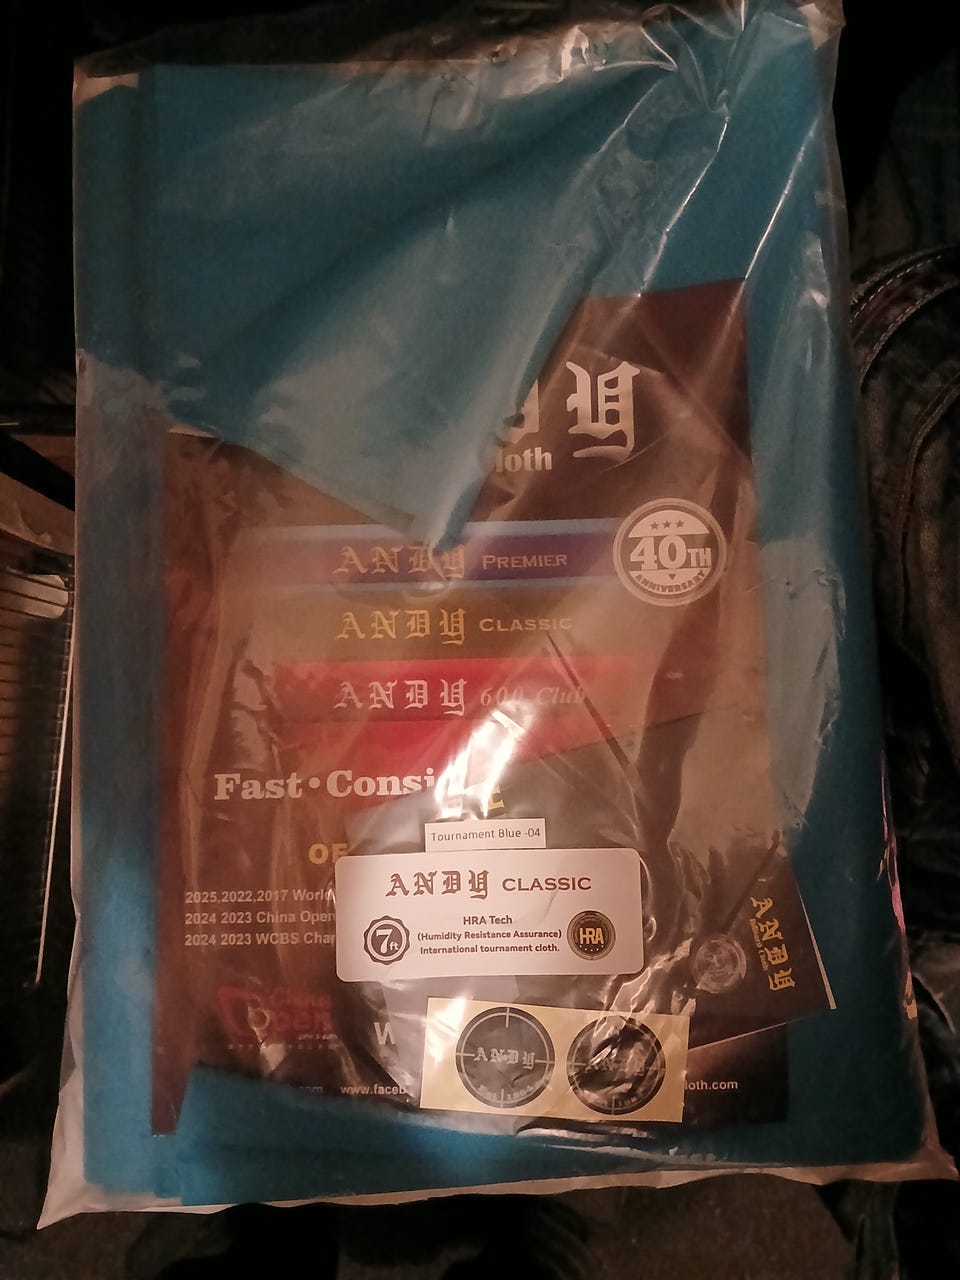 Y
loth
40TH
ANNIVERSARY
ANDY PREMIER
ANDY CLASSIC
ANDY 600 Club
Fast·Consi
OF
Tournament Blue -04
ANDY CLASSIC
HRA Tech
(Humidity Resistance Assurance)
International tournament cloth.
7ft
HRA
2025,2022,2017 World
2024 2023 China Open
2024 2023 WCBS Cha
ANDY
W
ANDY
ANDY
.com www.faceb loth.com